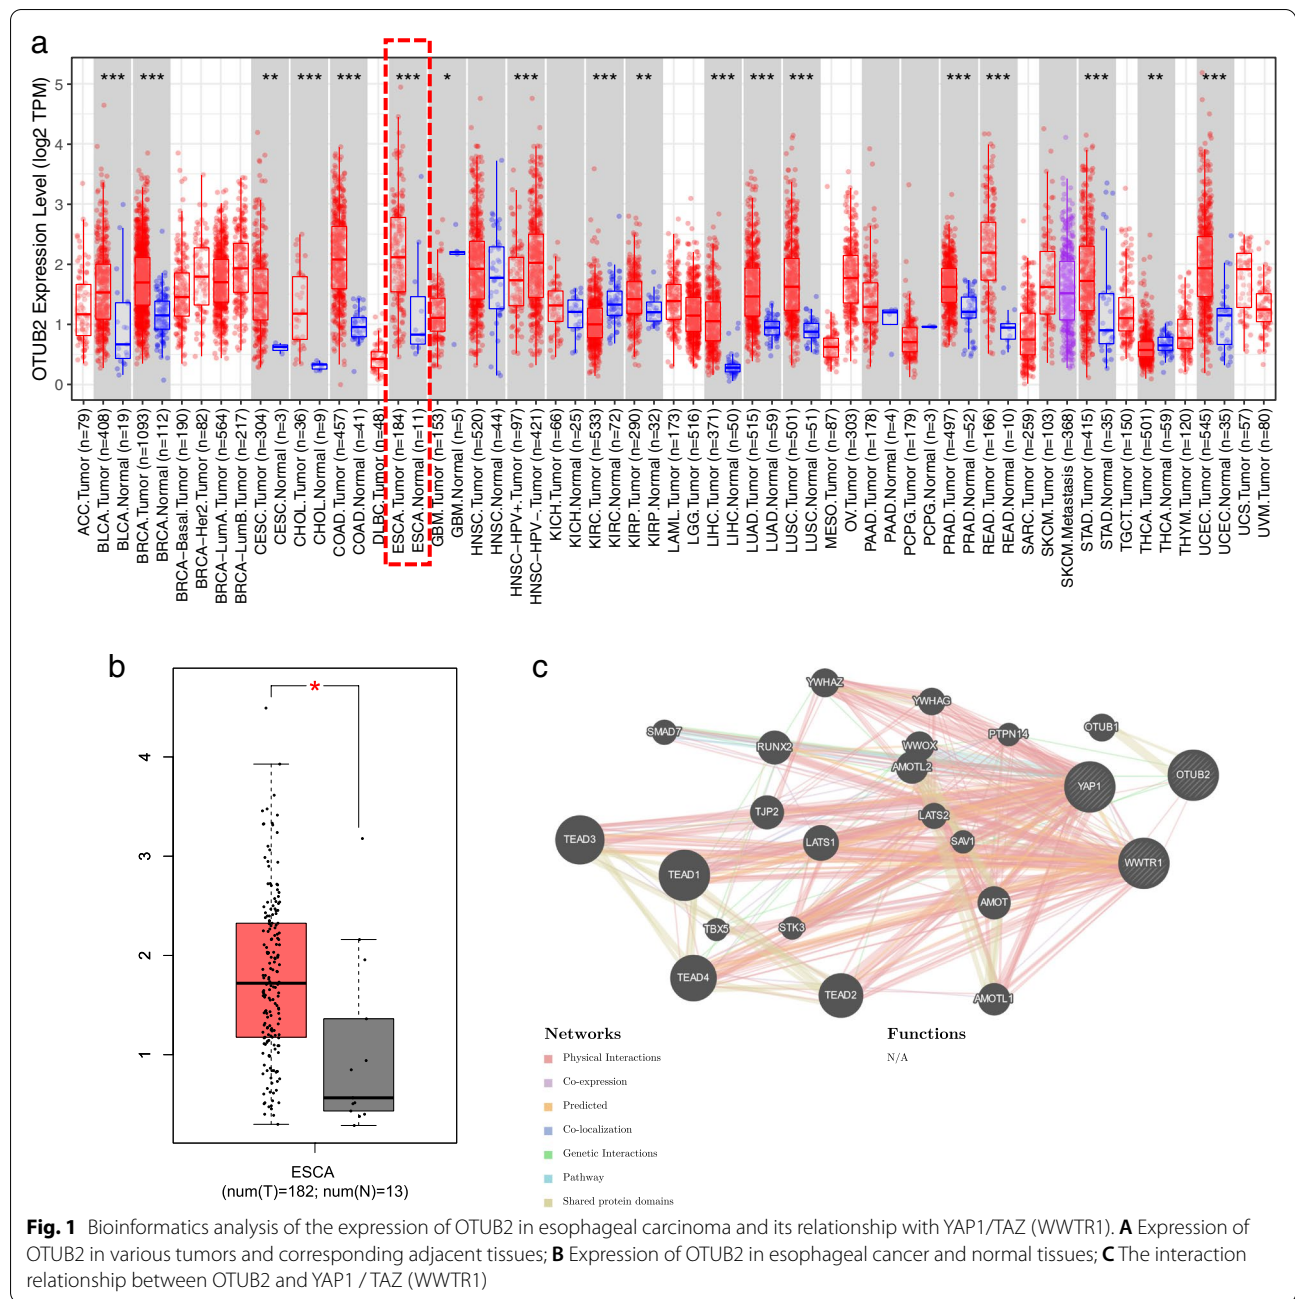 a
OTUB2 Expression Level (log2 TPM)
5
4
3
2
1
0
*** *** ** *** *** *** * *** *** ** *** *** *** *** *** *** ** ***
ACC.Tumor (n=79)
BLCA.Tumor (n=408)
BLCA.Normal (n=19)
BRCA.Tumor (n=1093)
BRCA.Normal (n=112)
BRCA−Basal.Tumor (n=190)
BRCA−Her2.Tumor (n=82)
BRCA−LumA.Tumor (n=564)
BRCA−LumB.Tumor (n=217)
CESC.Tumor (n=304)
CESC.Normal (n=3)
CHOL.Tumor (n=36)
CHOL.Normal (n=9)
COAD.Tumor (n=457)
COAD.Normal (n=41)
DLBC.Tumor (n=48)
ESCA.Tumor (n=184)
ESCA.Normal (n=11)
GBM.Tumor (n=153)
GBM.Normal (n=5)
HNSC.Tumor (n=520)
HNSC.Normal (n=44)
HNSC−HPV+.Tumor (n=97)
HNSC−HPV−.Tumor (n=421)
KICH.Tumor (n=66)
KICH.Normal (n=25)
KIRC.Tumor (n=533)
KIRC.Normal (n=72)
KIRP.Tumor (n=290)
KIRP.Normal (n=32)
LAML.Tumor (n=173)
LGG.Tumor (n=516)
LIHC.Tumor (n=371)
LIHC.Normal (n=50)
LUAD.Tumor (n=515)
LUAD.Normal (n=59)
LUSC.Tumor (n=501)
LUSC.Normal (n=51)
MESO.Tumor (n=87)
OV.Tumor (n=303)
PAAD.Tumor (n=178)
PAAD.Normal (n=4)
PCPG.Tumor (n=179)
PCPG.Normal (n=3)
PRAD.Tumor (n=497)
PRAD.Normal (n=52)
READ.Tumor (n=166)
READ.Normal (n=10)
SARC.Tumor (n=259)
SKCM.Tumor (n=103)
SKCM.Metastasis (n=368)
STAD.Tumor (n=415)
STAD.Normal (n=35)
TGCT.Tumor (n=150)
THCA.Tumor (n=501)
THCA.Normal (n=59)
THYM.Tumor (n=120)
UCEC.Tumor (n=545)
UCEC.Normal (n=35)
UCS.Tumor (n=57)
UVM.Tumor (n=80)
b
*
4
3
2
1
ESCA
(num(T)=182; num(N)=13)
c
YWHAZ
YWHAG
SMAD7
RUNX2
WWOX
PTPN14
OTUB1
AMOTL2
YAP1
OTUB2
TJP2
LATS2
TEAD3
LATS1
SAV1
WWTR1
TEAD1
AMOT
TBX5
STK3
TEAD4
TEAD2
AMOTL1
Networks
Physical Interactions
Co-expression
Predicted
Co-localization
Genetic Interactions
Pathway
Shared protein domains
Functions
N/A
Fig. 1 Bioinformatics analysis of the expression of OTUB2 in esophageal carcinoma and its relationship with YAP1/TAZ (WWTR1). A Expression of
OTUB2 in various tumors and corresponding adjacent tissues; B Expression of OTUB2 in esophageal cancer and normal tissues; C The interaction
relationship between OTUB2 and YAP1 / TAZ (WWTR1)